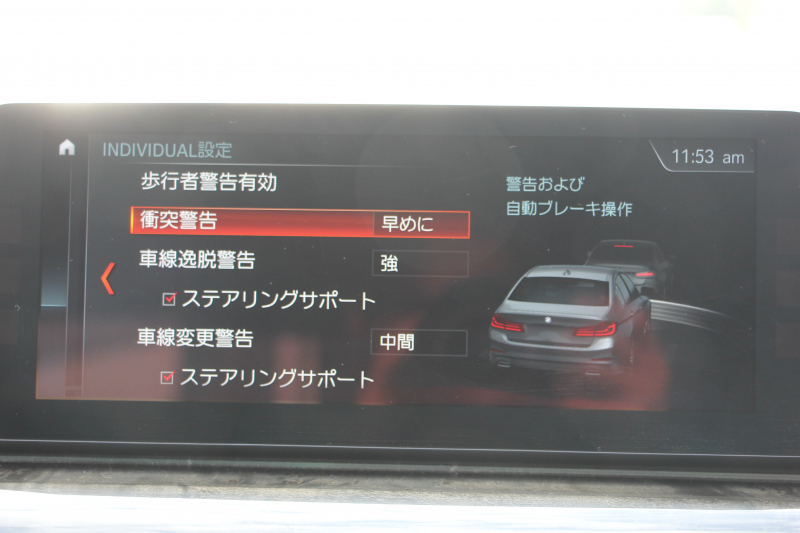 INDIVIDUAL設定
11:53 am
歩行者警告有効
衝突警告 早めに
車線逸脱警告 強
ステアリングサポート
車線変更警告 中間
ステアリングサポート
警告および
自動ブレーキ操作